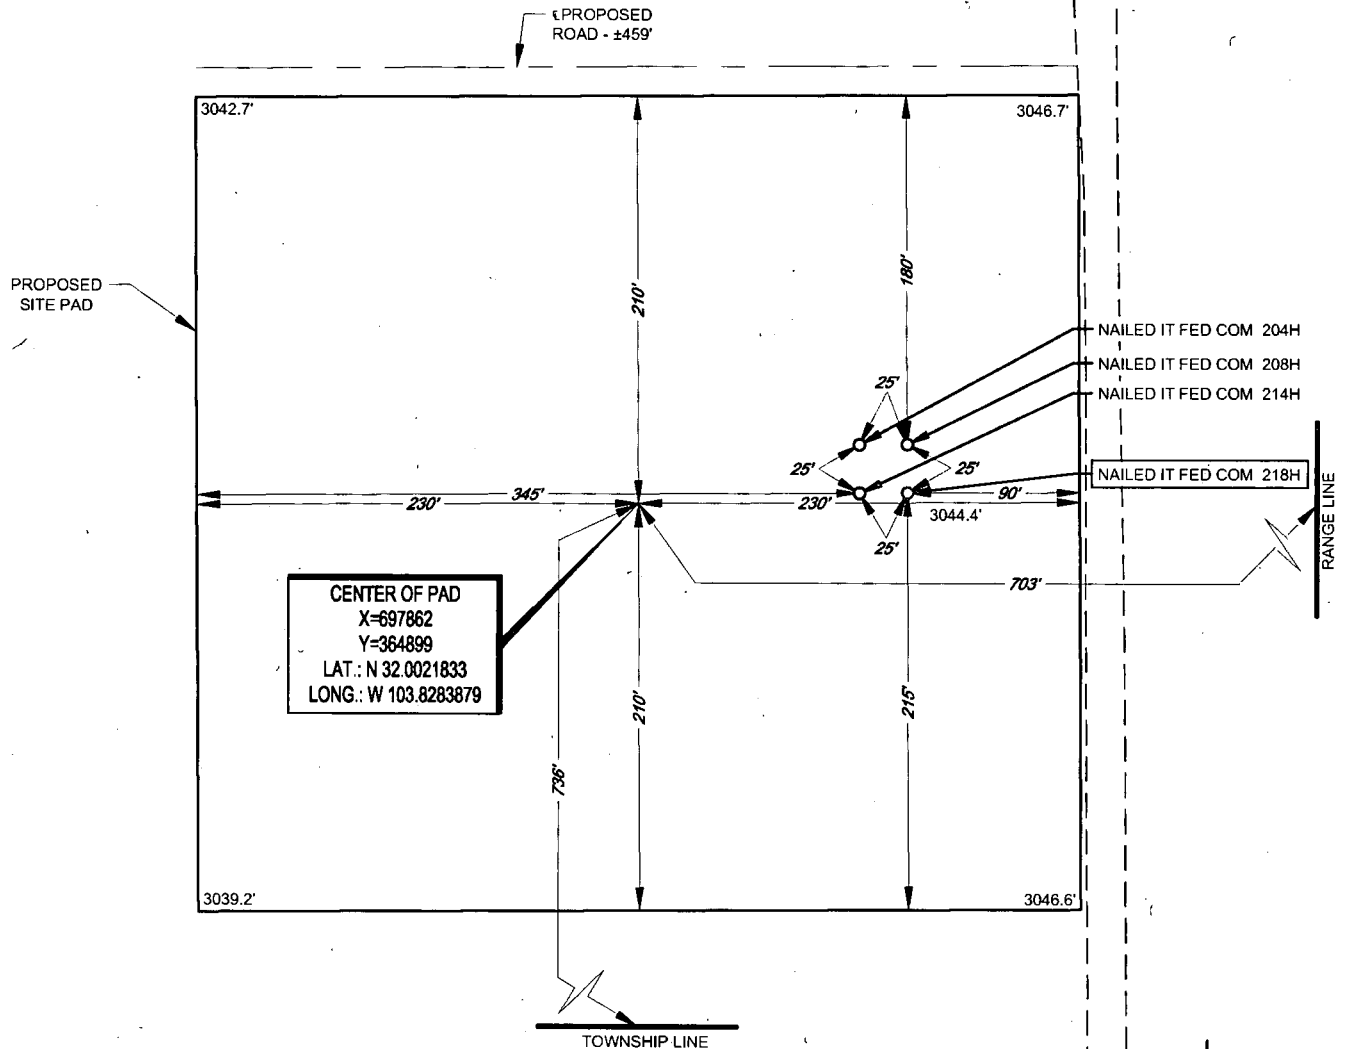 ℄ PROPOSED
ROAD - ±459'
3042.7'
3046.7'
PROPOSED
SITE PAD
210'
180'
NAILED IT FED COM 204H
NAILED IT FED COM 208H
NAILED IT FED COM 214H
25'
25'
25'
NAILED IT FED COM 218H
345'
90'
230'
230'
3044.4'
25'
RANGE LINE
703'
CENTER OF PAD
X=697862
Y=364899
LAT.: N 32.0021833
LONG.: W 103.8283879
210'
215'
736'
3039.2'
3046.6'
TOWNSHIP LINE